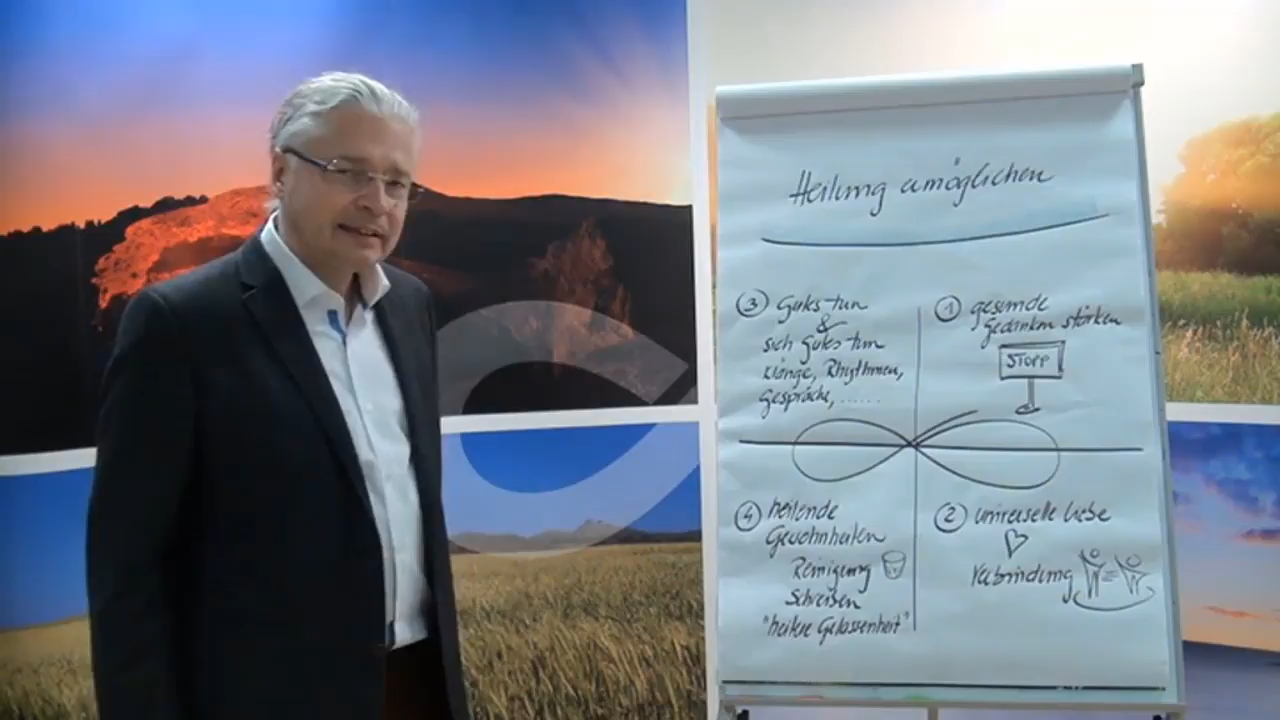 Heilung ermöglichen
③ Gutes tun
&
sich Gutes tun
Klänge, Rhythmen,
Gespräche, ......
① gesunde
Gedanken stärken
STOPP
④ heilende
Gewohnheiten
Reinigung
Schreiben
"heitere Gelassenheit"
② universelle Liebe
Verbindung